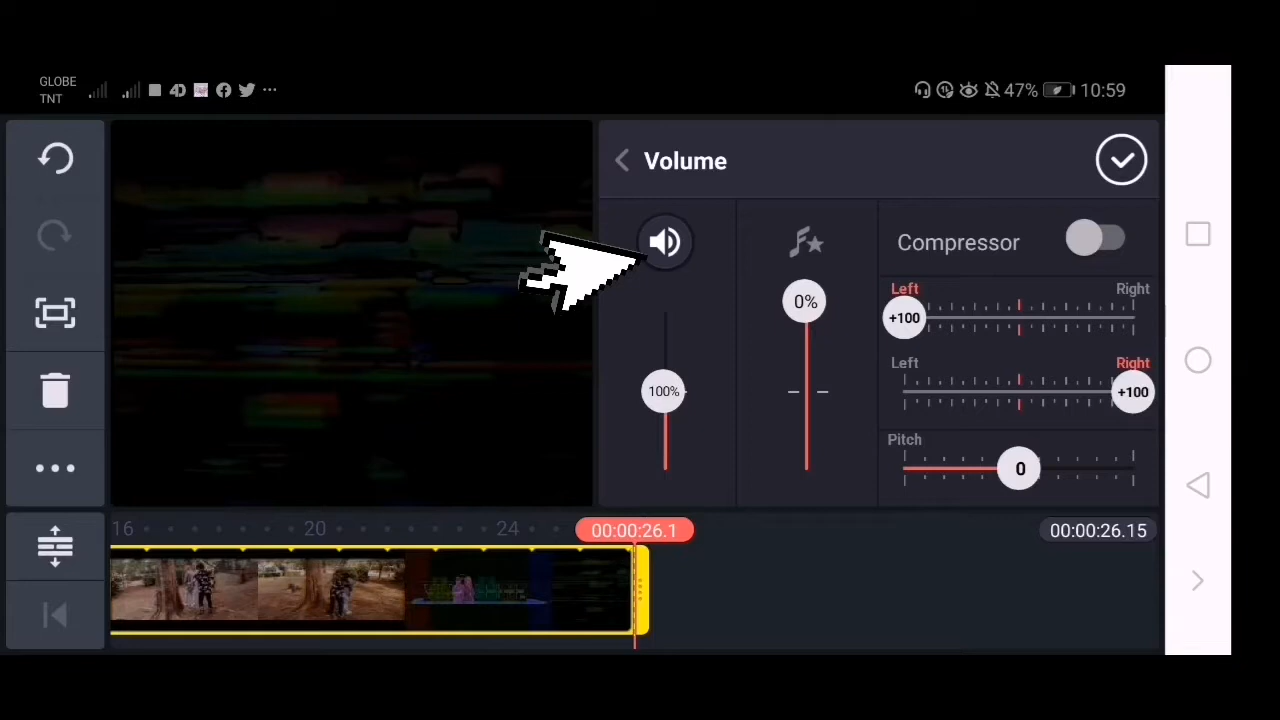 GLOBE
TNT
4D
47%
10:59
Volume
100%
0%
Compressor
Left Right
+100
Left Right
+100
Pitch
0
16 20 24
00:00:26.1
00:00:26.15